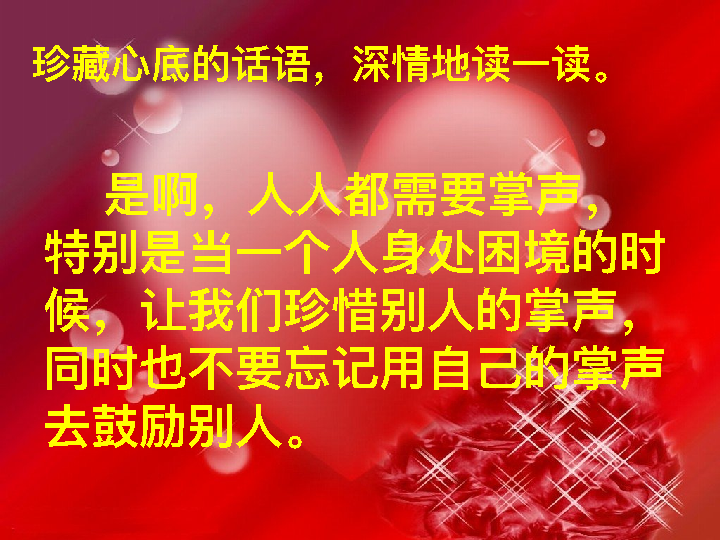 珍藏心底的话语，深情地读一读。
是啊，人人都需要掌声，
特别是当一个人身处困境的时
候，让我们珍惜别人的掌声，
同时也不要忘记用自己的掌声
去鼓励别人。